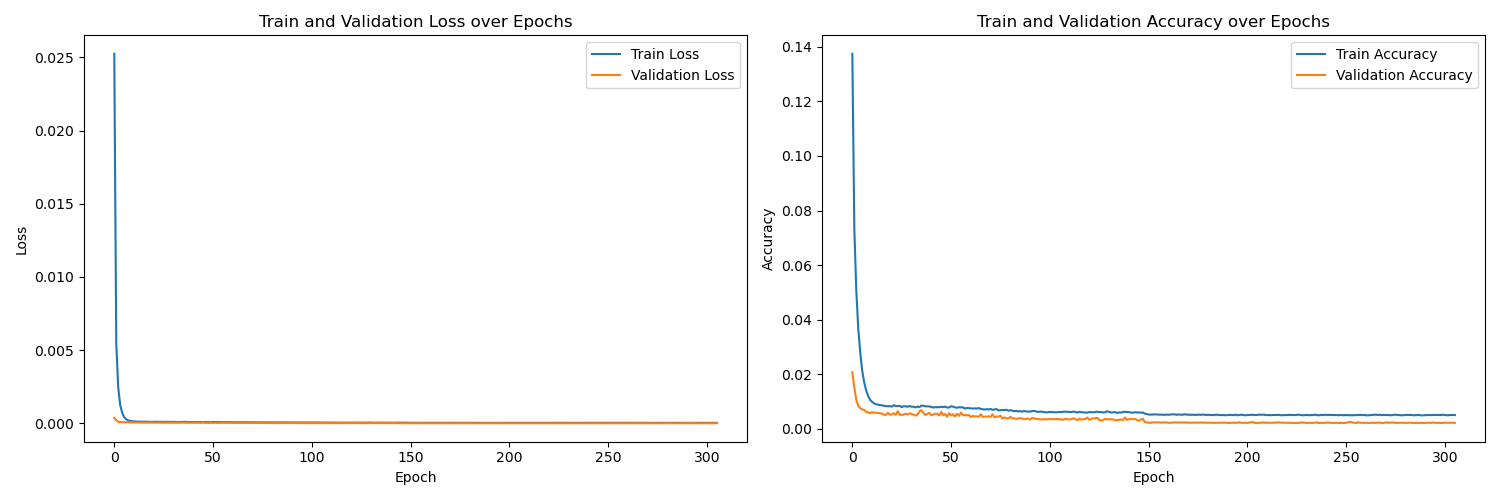 Train and Validation Loss over Epochs
Train Loss
Validation Loss
0.025
0.020
0.015
0.010
0.005
0.000
Loss
0
50
100
150
200
250
300
Epoch
Train and Validation Accuracy over Epochs
Train Accuracy
Validation Accuracy
0.14
0.12
0.10
0.08
0.06
0.04
0.02
0.00
Accuracy
0
50
100
150
200
250
300
Epoch